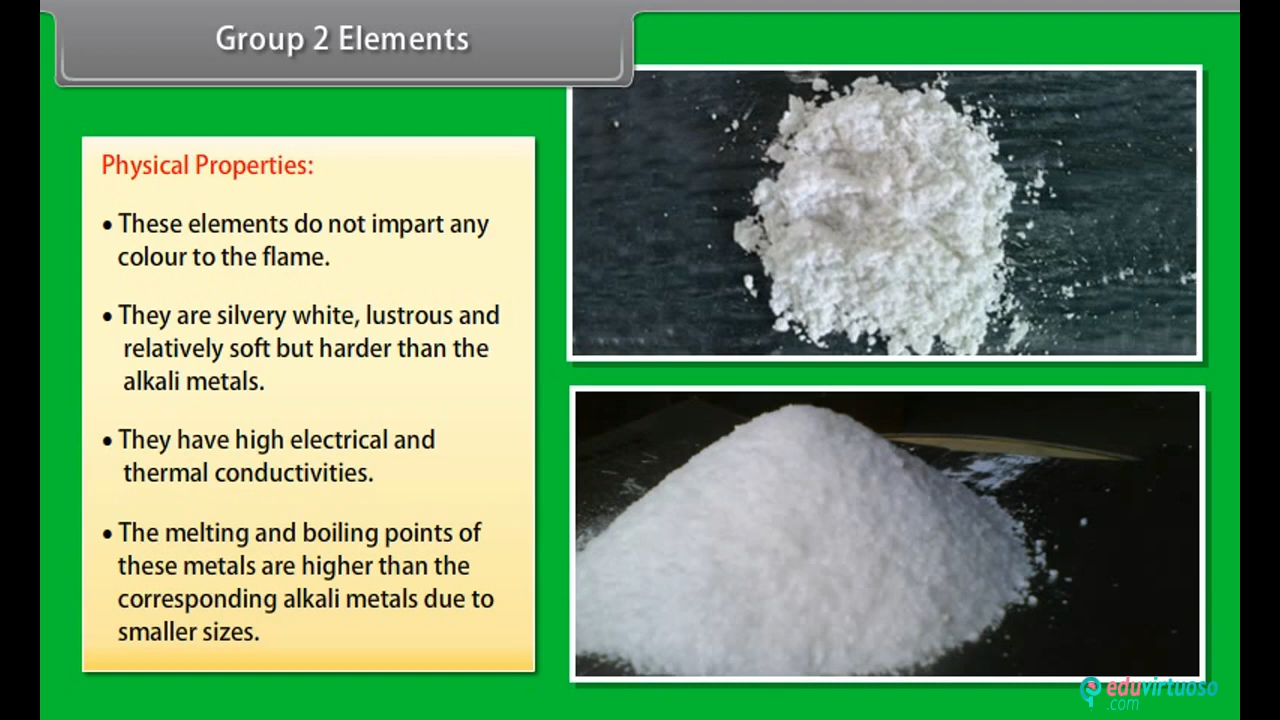 Group 2 Elements
Physical Properties:
• These elements do not impart any
colour to the flame.
• They are silvery white, lustrous and
relatively soft but harder than the
alkali metals.
• They have high electrical and
thermal conductivities.
• The melting and boiling points of
these metals are higher than the
corresponding alkali metals due to
smaller sizes.
eduvirtuoso
.com